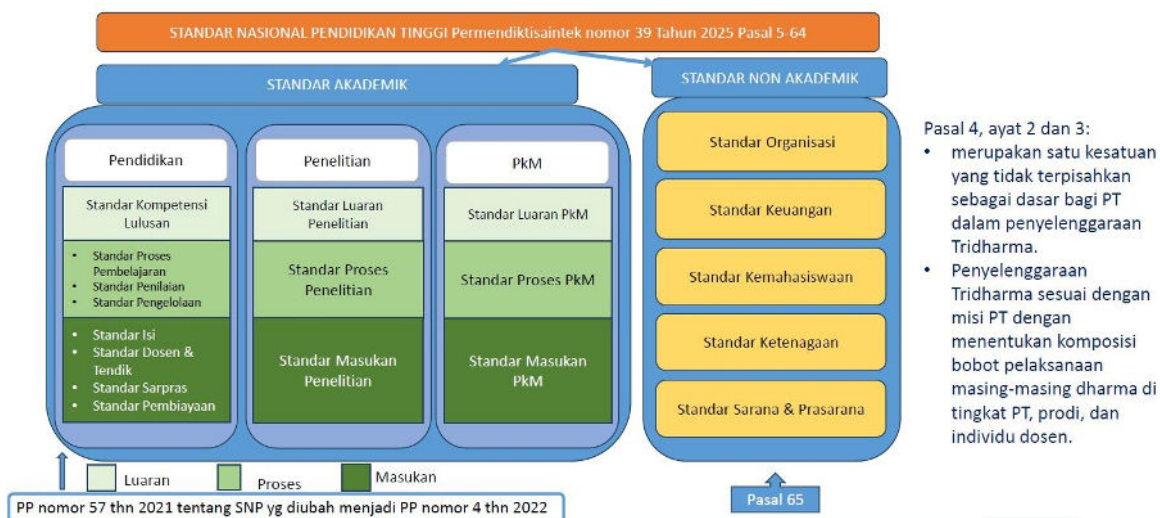 STANDAR NASIONAL PENDIDIKAN TINGGI Permendiktisaintek nomor 39 Tahun 2025 Pasal 5-64
STANDAR AKADEMIK
Pendidikan
Standar Kompetensi
Lulusan
• Standar Proses
Pembelajaran
• Standar Penilaian
• Standar Pengelolaan
• Standar Isi
• Standar Dosen &
Tendik
• Standar Sarpras
• Standar Pembiayaan
Penelitian
Standar Luaran
Penelitian
Standar Proses
Penelitian
Standar Masukan
Penelitian
PkM
Standar Luaran PkM
Standar Proses PkM
Standar Masukan
PkM
Luaran
Proses
Masukan
PP nomor 57 thn 2021 tentang SNP yg diubah menjadi PP nomor 4 thn 2022
STANDAR NON AKADEMIK
Standar Organisasi
Standar Keuangan
Standar Kemahasiswaan
Standar Ketenagaan
Standar Sarana & Prasarana
Pasal 65
Pasal 4, ayat 2 dan 3:
• merupakan satu kesatuan
yang tidak terpisahkan
sebagai dasar bagi PT
dalam penyelenggaraan
Tridharma.
• Penyelenggaraan
Tridharma sesuai dengan
misi PT dengan
menentukan komposisi
bobot pelaksanaan
masing-masing dharma di
tingkat PT, prodi, dan
individu dosen.